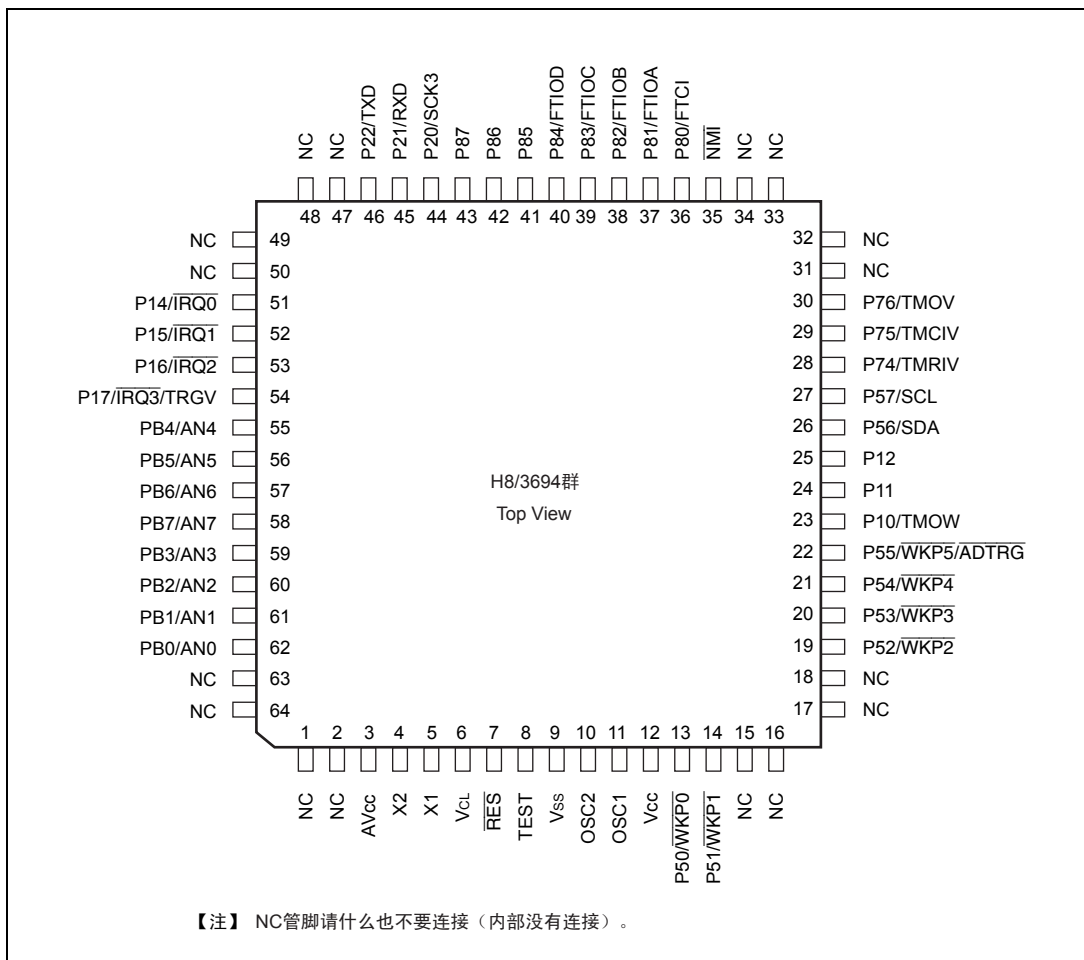 NC
NC
P22/TXD
P21/RXD
P20/SCK3
P87
P86
P85
P84/FTIOD
P83/FTIOC
P82/FTIOB
P81/FTIOA
P80/FTCI
NMI
NC
NC
48 47 46 45 44 43 42 41 40 39 38 37 36 35 34 33
NC 49
NC 50
P14/IRQ0 51
P15/IRQ1 52
P16/IRQ2 53
P17/IRQ3/TRGV 54
PB4/AN4 55
PB5/AN5 56
PB6/AN6 57
PB7/AN7 58
PB3/AN3 59
PB2/AN2 60
PB1/AN1 61
PB0/AN0 62
NC 63
NC 64
H8/3694群
Top View
32 NC
31 NC
30 P76/TMOV
29 P75/TMCIV
28 P74/TMRIV
27 P57/SCL
26 P56/SDA
25 P12
24 P11
23 P10/TMOW
22 P55/WKP5/ADTRG
21 P54/WKP4
20 P53/WKP3
19 P52/WKP2
18 NC
17 NC
1 2 3 4 5 6 7 8 9 10 11 12 13 14 15 16
NC
NC
AVcc
X2
X1
VCL
RES
TEST
Vss
OSC2
OSC1
Vcc
P50/WKP0
P51/WKP1
NC
NC
【注】 NC管脚请什么也不要连接（内部没有连接）。